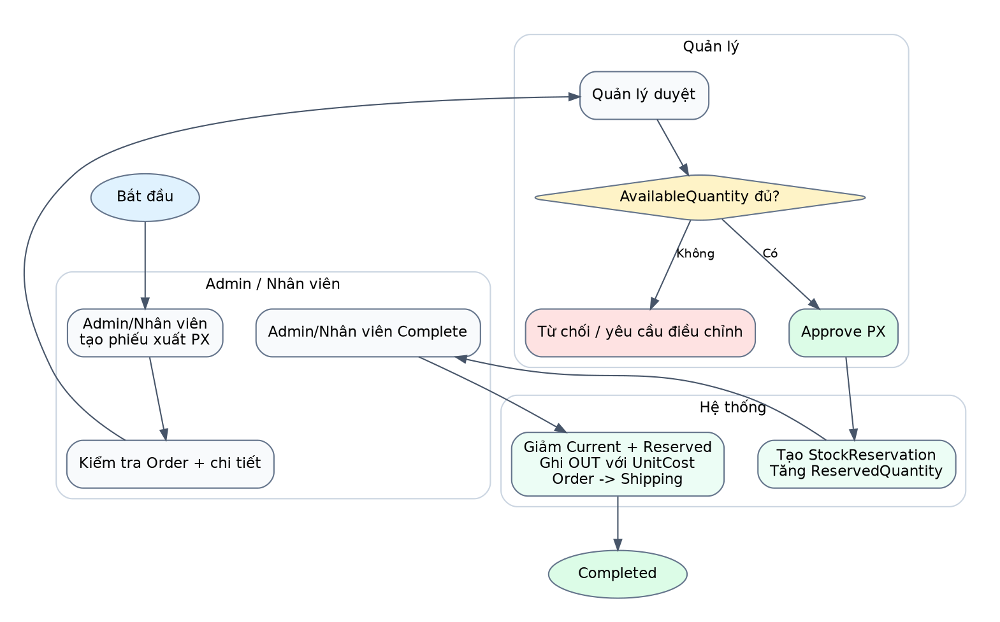 Quản lý
Quản lý duyệt
Bắt đầu
AvailableQuantity đủ?
Không
Có
Admin / Nhân viên
Admin/Nhân viên
tạo phiếu xuất PX
Admin/Nhân viên Complete
Từ chối / yêu cầu điều chỉnh
Approve PX
Hệ thống
Kiểm tra Order + chi tiết
Giảm Current + Reserved
Ghi OUT với UnitCost
Order -> Shipping
Tạo StockReservation
Tăng ReservedQuantity
Completed